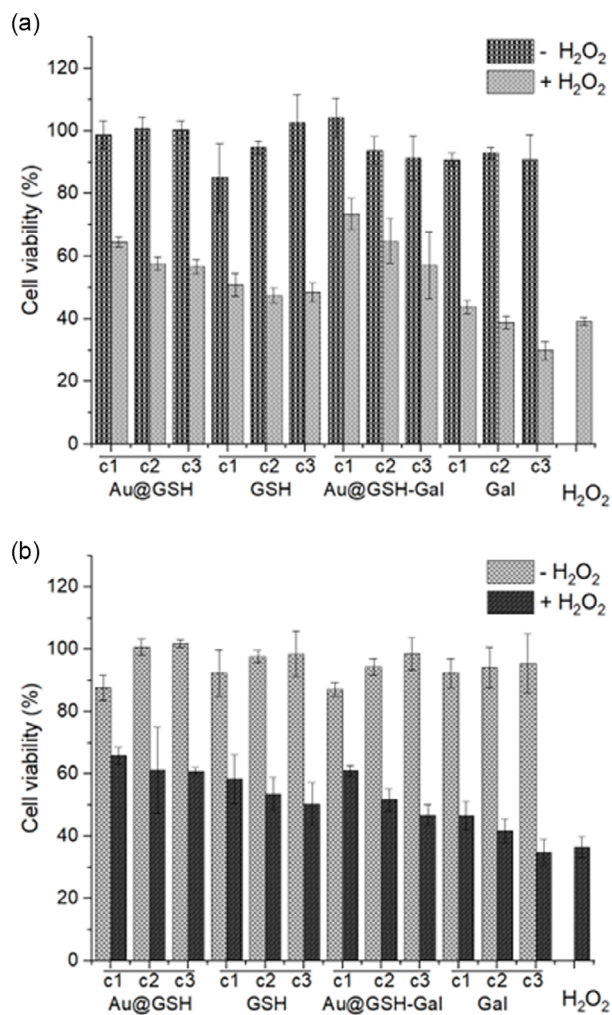 (a)
- H₂O₂
+ H₂O₂
120
100
80
60
40
20
0
Cell viability (%)
c1 c2 c3 c1 c2 c3 c1 c2 c3 c1 c2 c3
Au@GSH GSH Au@GSH-Gal Gal H₂O₂
(b)
- H₂O₂
+ H₂O₂
120
100
80
60
40
20
0
Cell viability (%)
c1 c2 c3 c1 c2 c3 c1 c2 c3 c1 c2 c3
Au@GSH GSH Au@GSH-Gal Gal H₂O₂